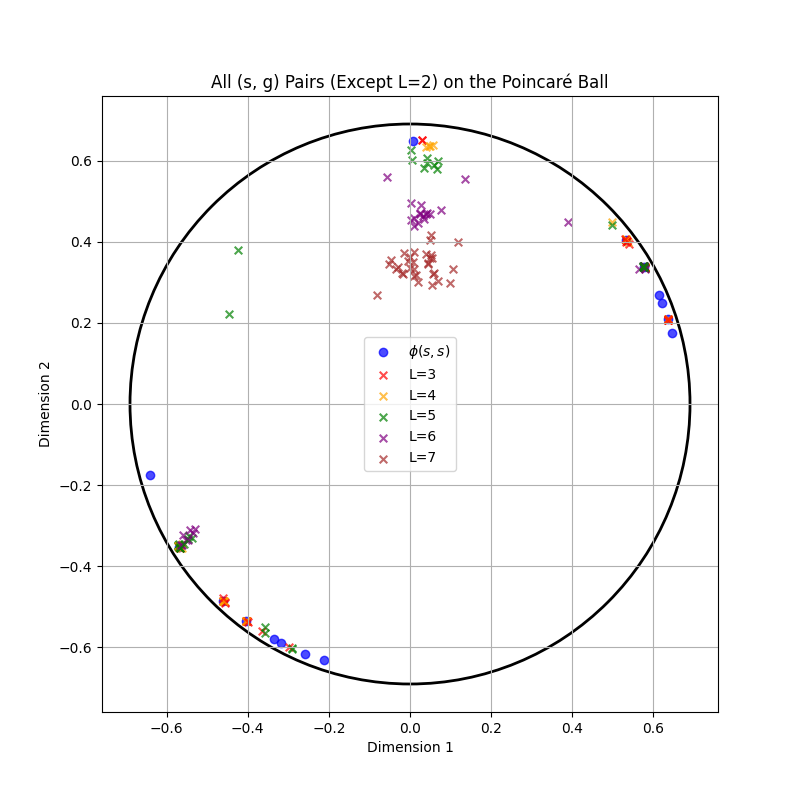 All (s, g) Pairs (Except L=2) on the Poincaré Ball
Dimension 2
0.6
0.4
0.2
0.0
−0.2
−0.4
−0.6
ϕ(s, s)
L=3
L=4
L=5
L=6
L=7
−0.6 −0.4 −0.2 0.0 0.2 0.4 0.6
Dimension 1